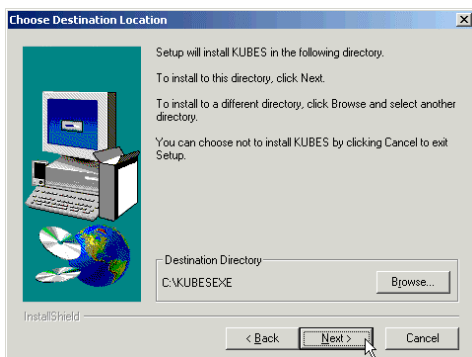 Choose Destination Location
Setup will install KUBES in the following directory.
To install to this directory, click Next.
To install to a different directory, click Browse and select another
directory.
You can choose not to install KUBES by clicking Cancel to exit
Setup.
Destination Directory
C:\KUBESEXE
Browse...
InstallShield
< Back
Next >
Cancel